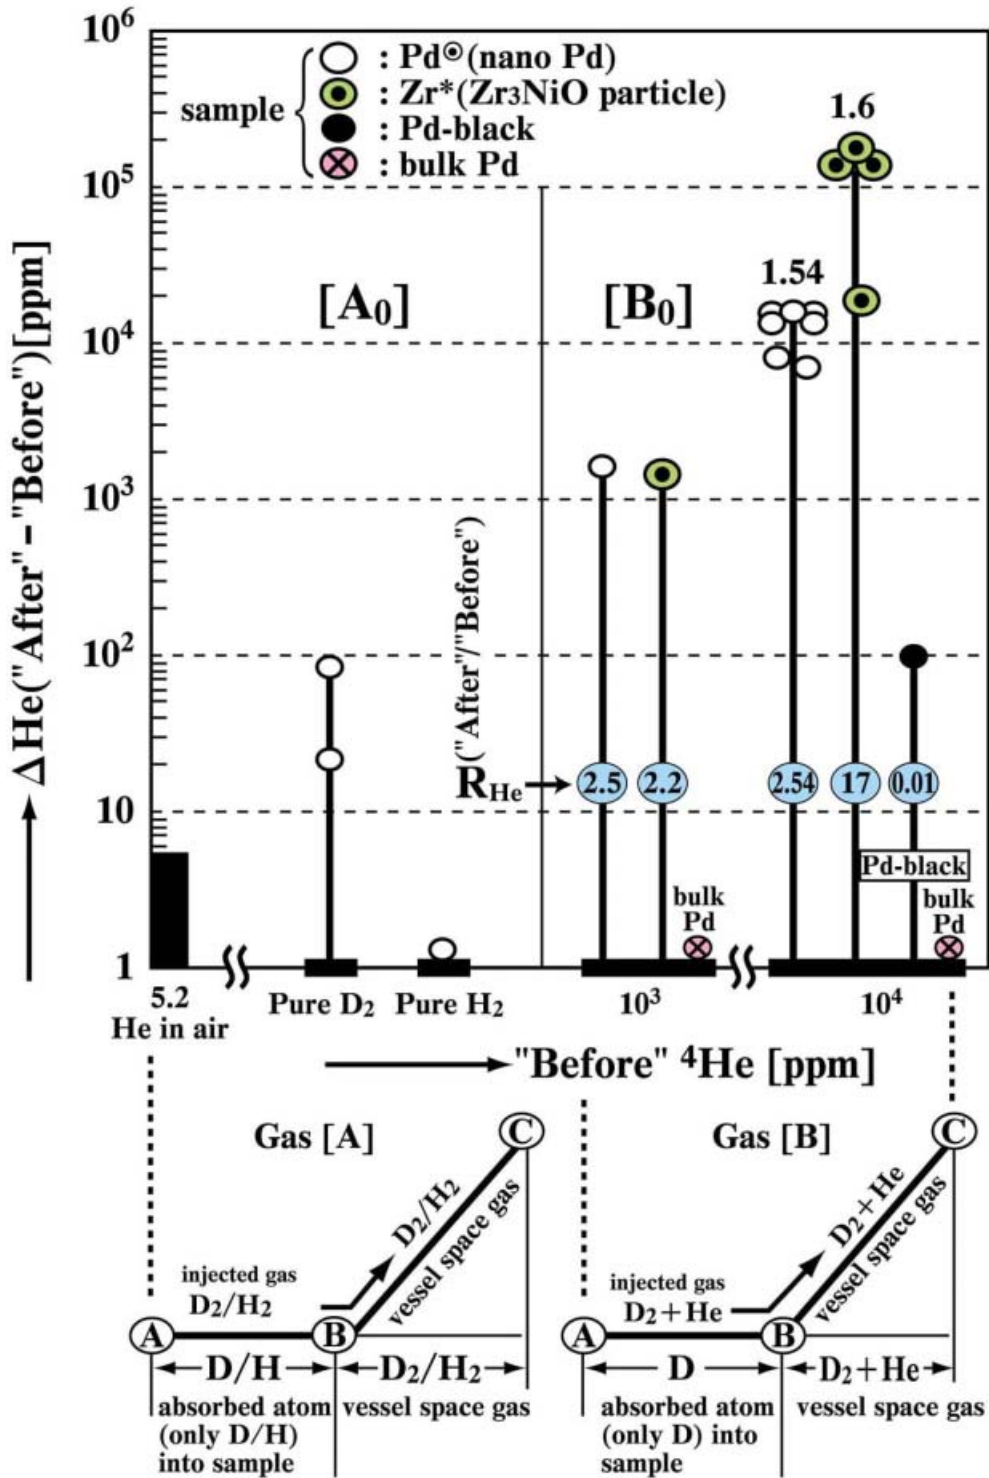 10⁶
: Pd⊙(nano Pd)
sample
: Zr*(Zr₃NiO particle)
: Pd-black
: bulk Pd
1.6
10⁵
1.54
[A₀]
[B₀]
10⁴
10³
10²
10
1
ΔHe("After"−"Before")[ppm]
("After"/"Before")
R_He
2.5
2.2
2.54
17
0.01
Pd-black
bulk
Pd
bulk
Pd
5.2
He in air
Pure D₂
Pure H₂
10³
10⁴
"Before" ⁴He [ppm]
Gas [A]
C
D₂/H₂
vessel space gas
injected gas
D₂/H₂
A
B
D/H
D₂/H₂
absorbed atom
(only D/H)
into sample
vessel space gas
Gas [B]
C
D₂+He
vessel space gas
injected gas
D₂+He
A
B
D
D₂+He
absorbed atom
(only D) into
sample
vessel space gas